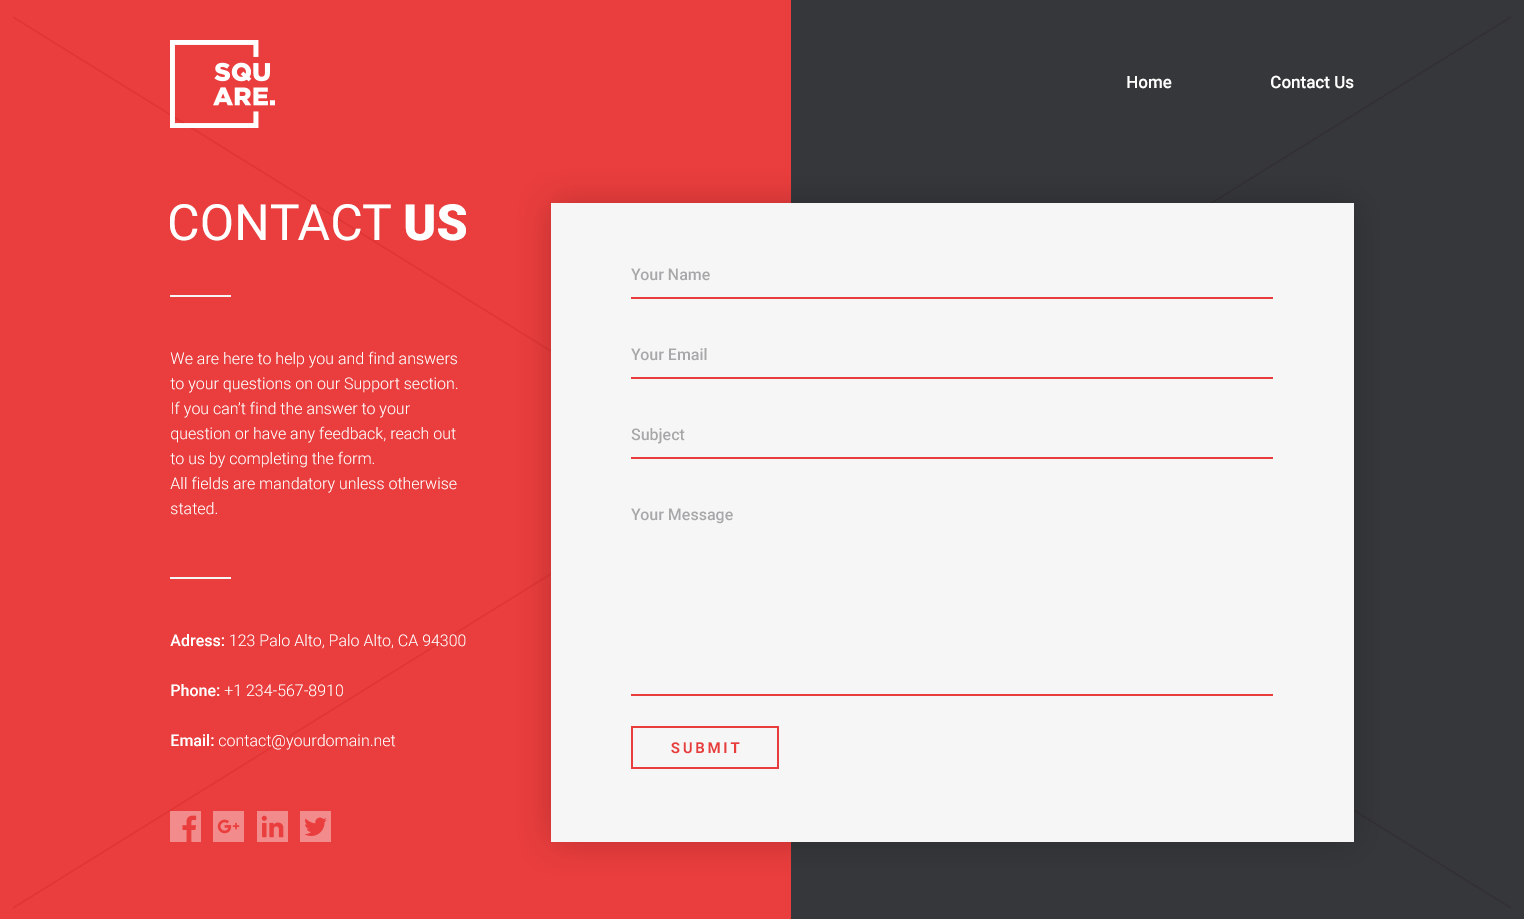 SQU
ARE.
Home
Contact Us
CONTACT US
We are here to help you and find answers
to your questions on our Support section.
If you can't find the answer to your
question or have any feedback, reach out
to us by completing the form.
All fields are mandatory unless otherwise
stated.
Adress: 123 Palo Alto, Palo Alto, CA 94300
Phone: +1 234-567-8910
Email: contact@yourdomain.net
f G+ in
Your Name
Your Email
Subject
Your Message
SUBMIT